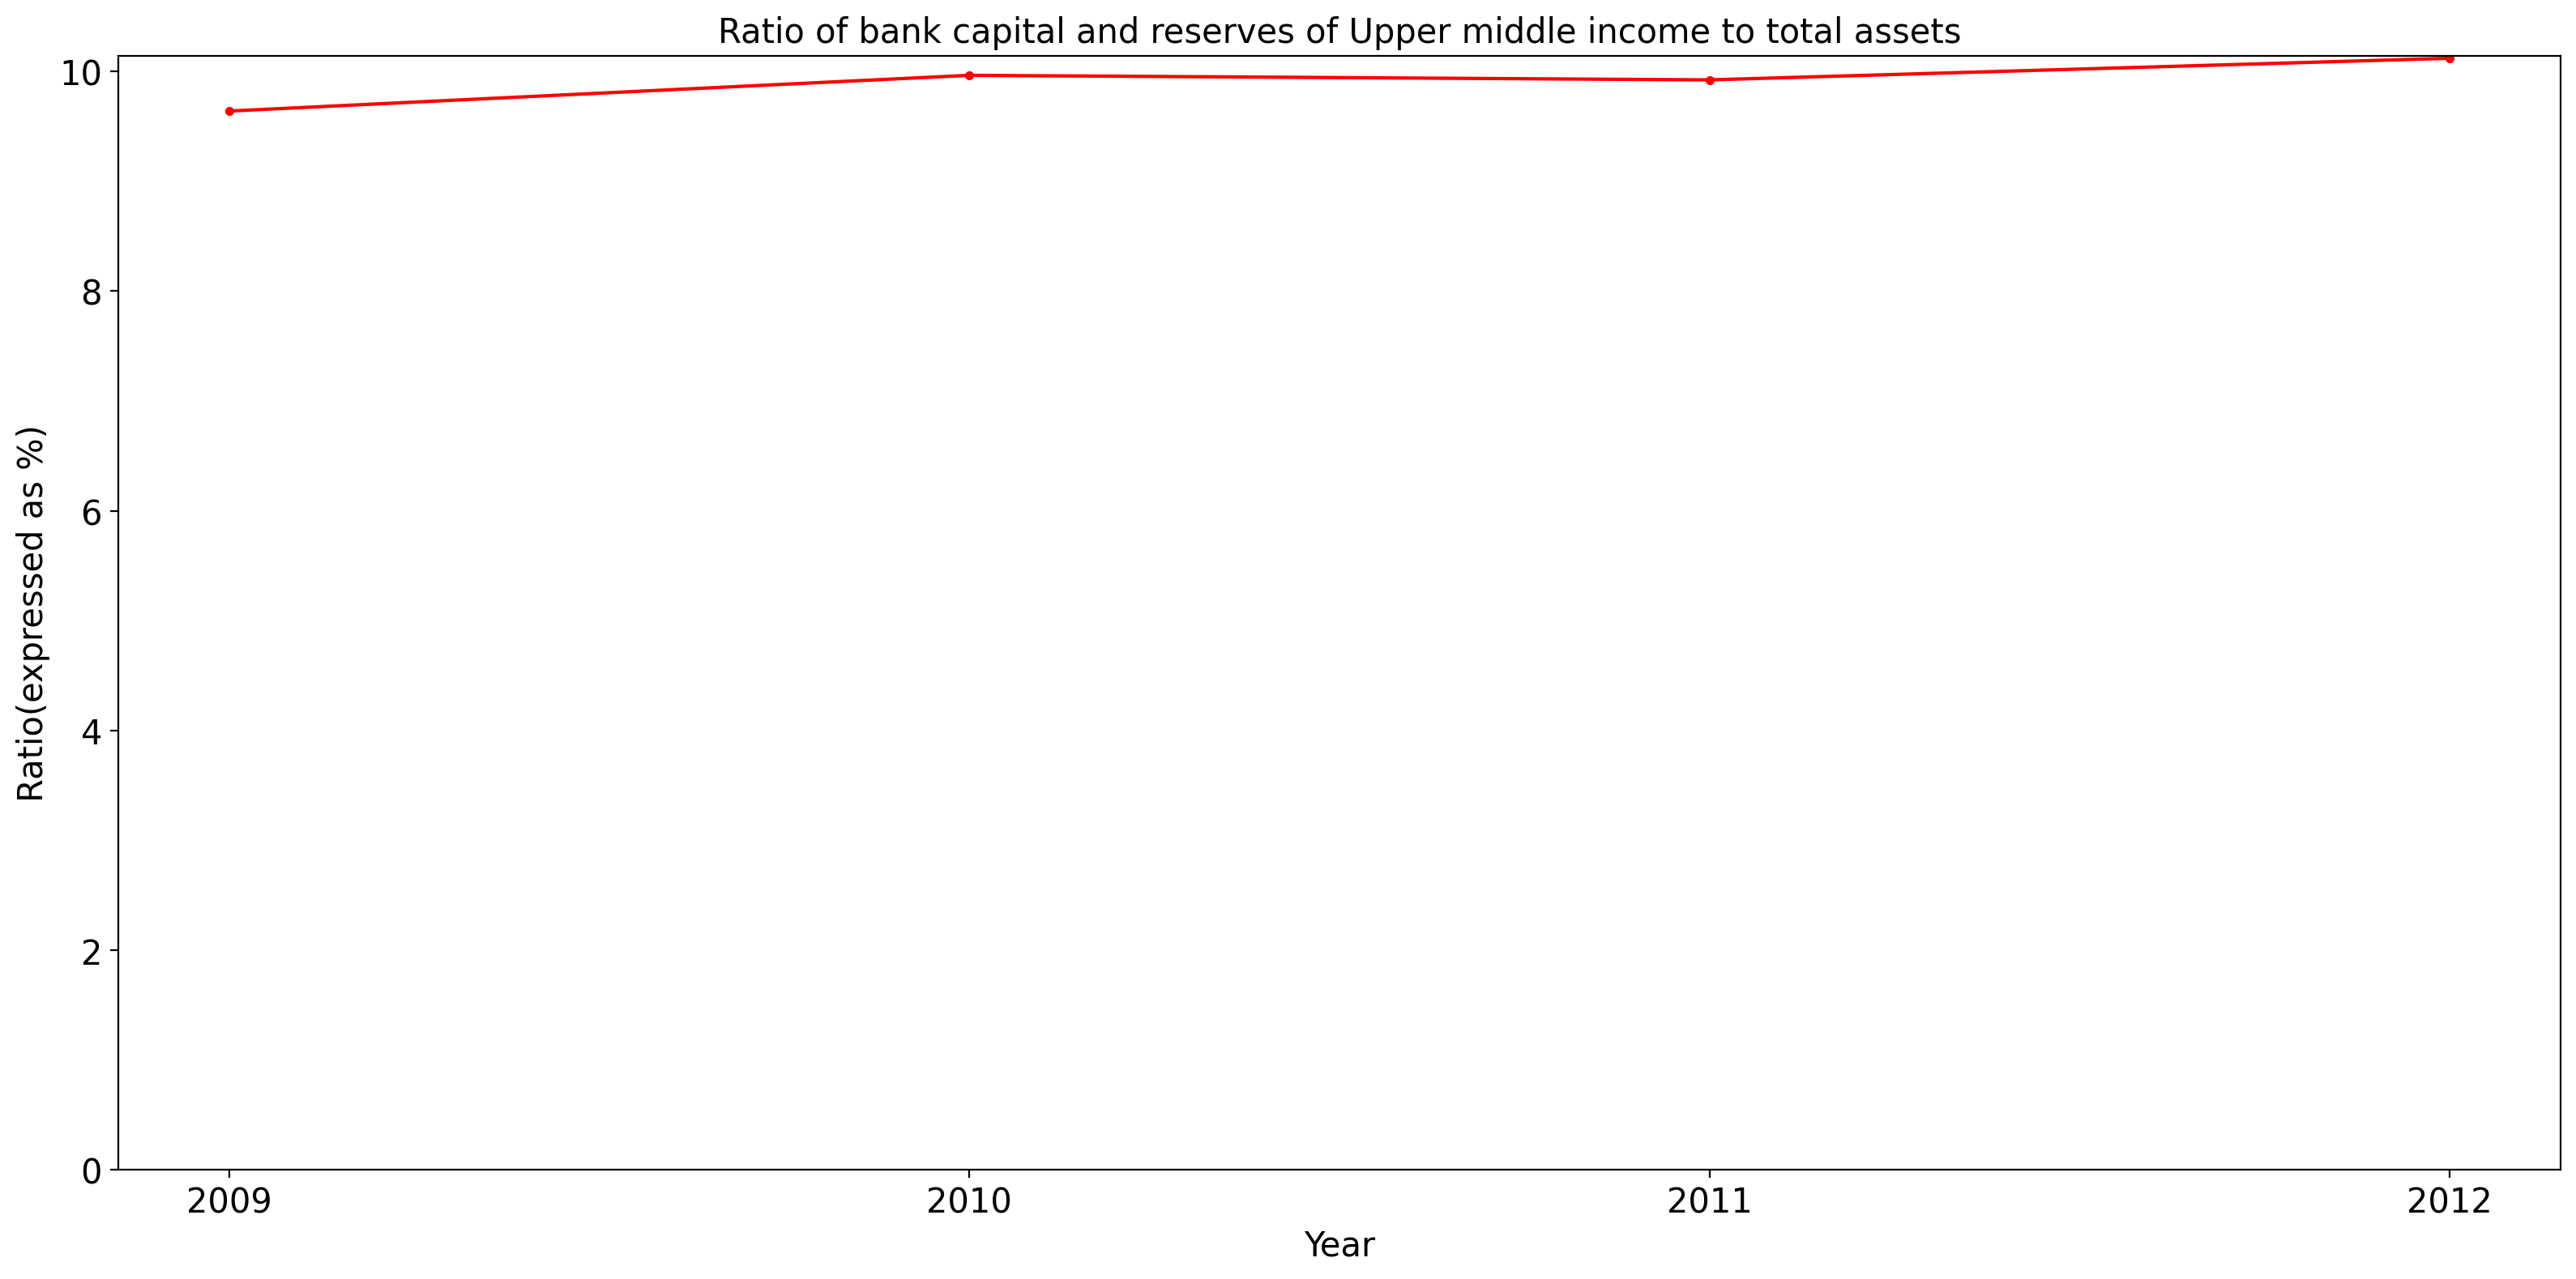 Ratio of bank capital and reserves of Upper middle income to total assets
10
8
6
4
2
0
Ratio(expressed as %)
2009 2010 2011 2012
Year